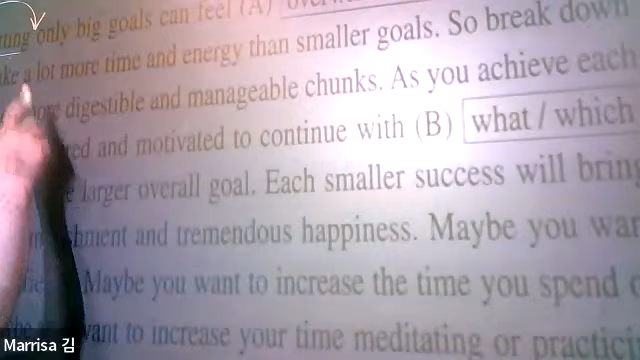 only big goals can feel (A)
a lot more time and energy than smaller goals. So break down
digestible and manageable chunks. As you achieve each
and motivated to continue with (B) what / which
larger overall goal. Each smaller success will bring
and tremendous happiness. Maybe you
Maybe you want to increase the time you spend
want to increase your time meditating or
Marrisa 김